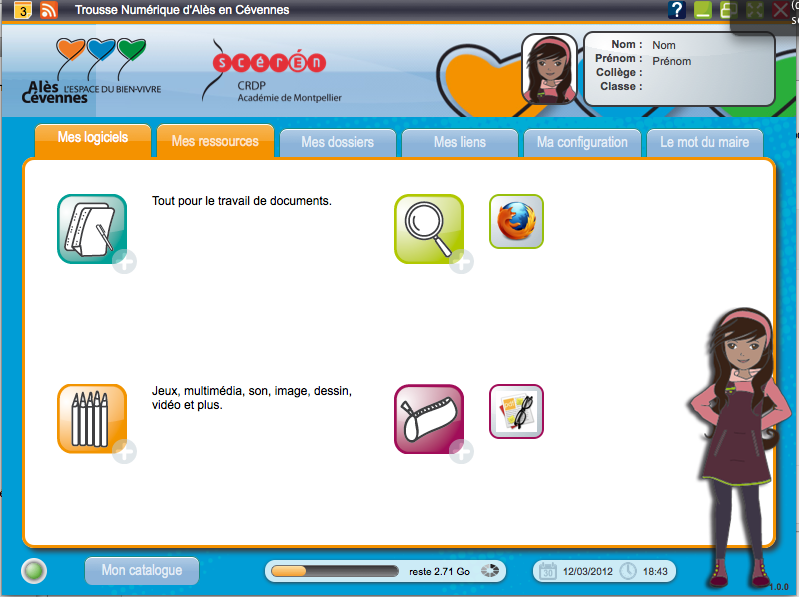 3
Trousse Numérique d'Alès en Cévennes
?
Alès
Cévennes
L'ESPACE DU BIEN-VIVRE
scérÉn
CRDP
Académie de Montpellier
Nom : Nom
Prénom : Prénom
Collège :
Classe :
Mes logiciels
Mes ressources
Mes dossiers
Mes liens
Ma configuration
Le mot du maire
Tout pour le travail de documents.
Jeux, multimédia, son, image, dessin,
vidéo et plus.
Mon catalogue
reste 2.71 Go
30
12/03/2012
18:43
1.0.0